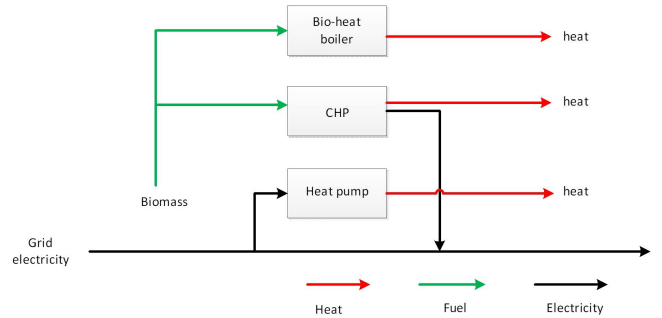 Bio-heat
boiler
heat
CHP
heat
Heat pump
heat
Biomass
Grid
electricity
Heat
Fuel
Electricity